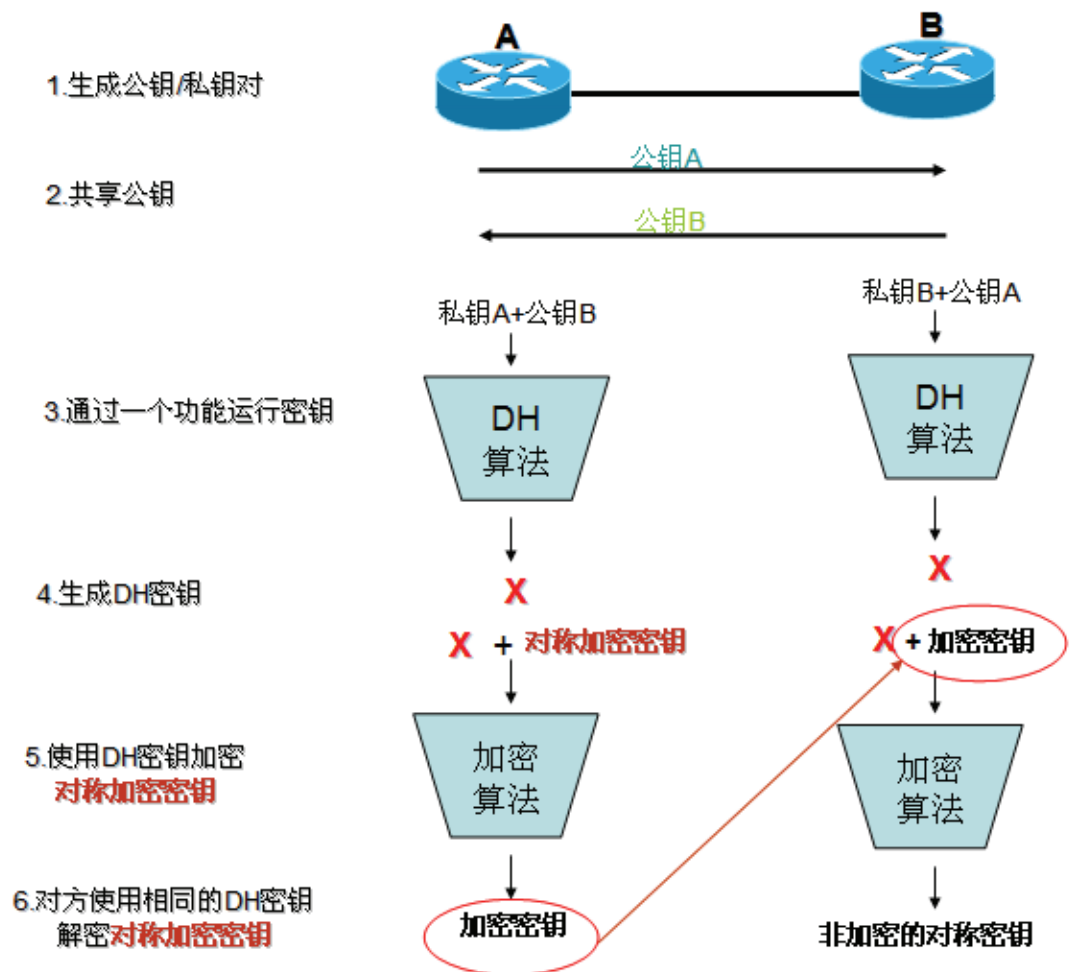 A
B
1.生成公钥/私钥对
公钥A
2.共享公钥
公钥B
私钥A+公钥B
私钥B+公钥A
3.通过一个功能运行密钥
DH
算法
DH
算法
4.生成DH密钥
X
X
X + 对称加密密钥
X + 加密密钥
5.使用DH密钥加密
对称加密密钥
加密
算法
加密
算法
6.对方使用相同的DH密钥
解密对称加密密钥
加密密钥
非加密的对称密钥